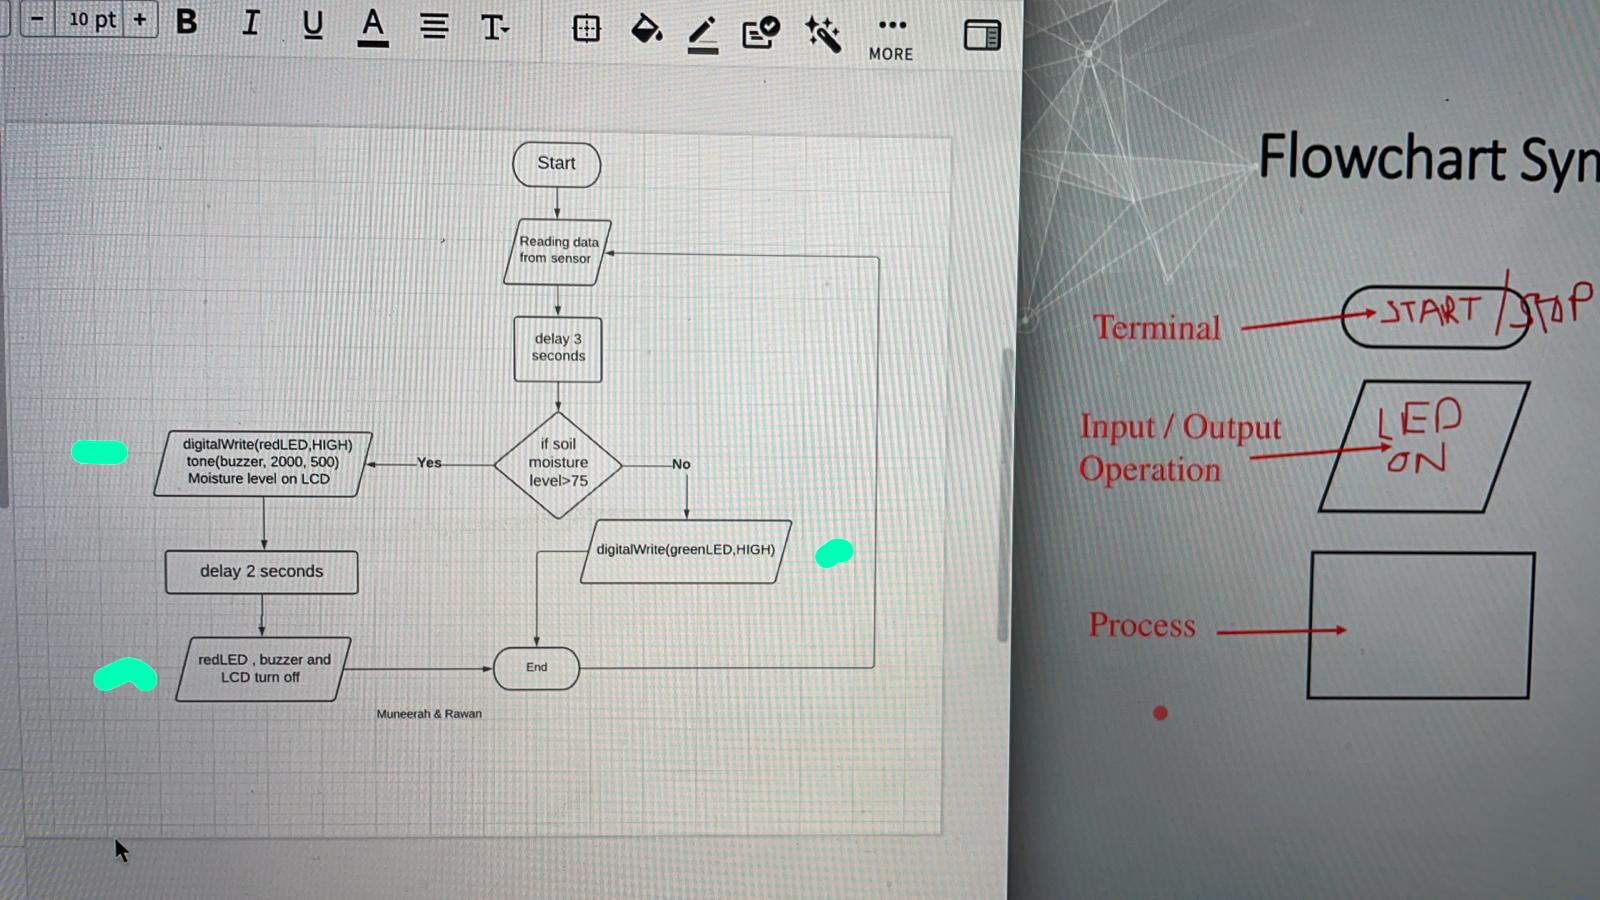 10 pt
B
I
U
A
T
MORE
Start
Reading data
from sensor
delay 3
seconds
if soil
moisture
level>75
Yes
No
digitalWrite(redLED,HIGH)
tone(buzzer, 2000, 500)
Moisture level on LCD
digitalWrite(greenLED,HIGH)
delay 2 seconds
redLED , buzzer and
LCD turn off
End
Muneerah & Rawan
Flowchart Sym
Terminal
START / STOP
Input / Output
Operation
LED
ON
Process